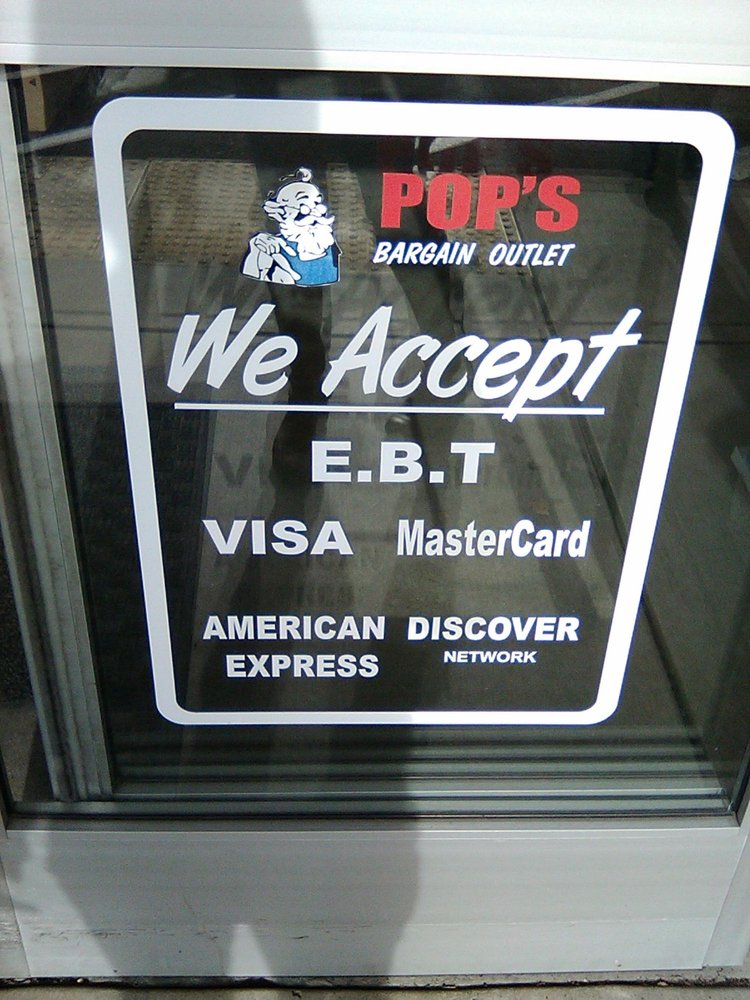 POP'S
BARGAIN OUTLET
We Accept
E.B.T
VISA MasterCard
AMERICAN DISCOVER
EXPRESS NETWORK